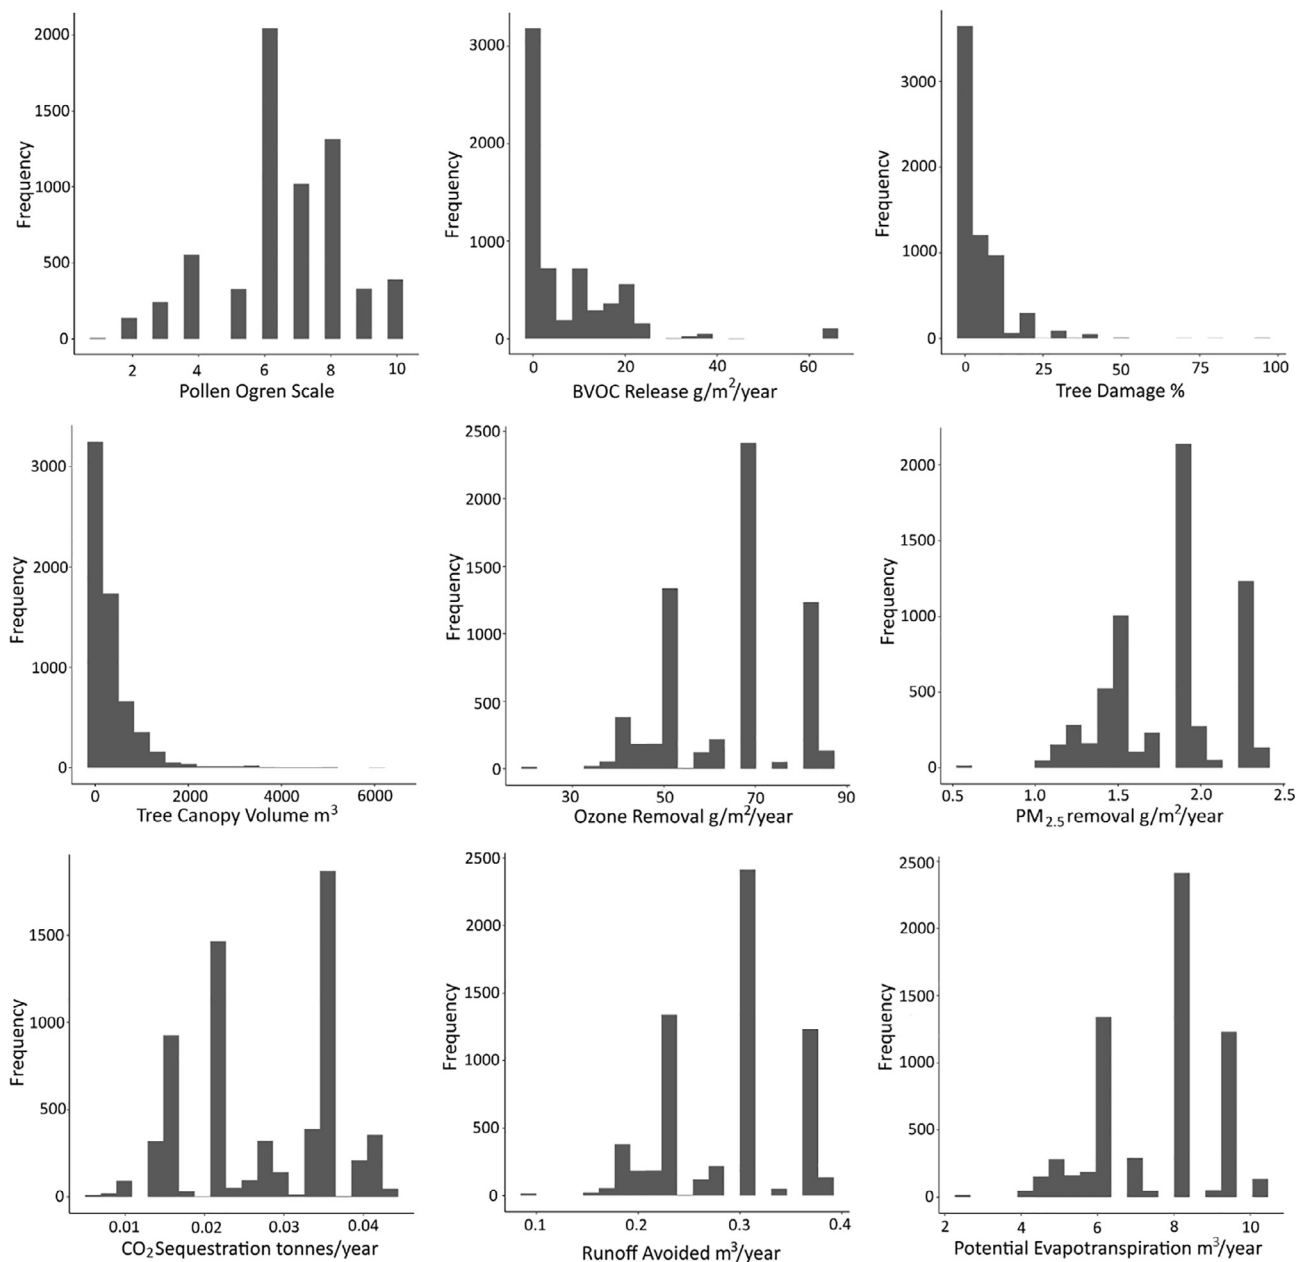 Frequency
2000
1500
1000
500
0
2 4 6 8 10
Pollen Ogren Scale
Frequency
3000
2000
1000
0
0 20 40 60
BVOC Release g/m²/year
Frequencv
3000
2000
1000
0
0 25 50 75 100
Tree Damage %
Frequency
3000
2000
1000
0
0 2000 4000 6000
Tree Canopy Volume m³
Frequency
2500
2000
1500
1000
500
0
30 50 70 90
Ozone Removal g/m²/year
Frequency
2000
1500
1000
500
0
0.5 1.0 1.5 2.0 2.5
PM₂.₅ removal g/m²/year
Frequency
1500
1000
500
0
0.01 0.02 0.03 0.04
CO₂ Sequestration tonnes/year
Frequency
2500
2000
1500
1000
500
0
0.1 0.2 0.3 0.4
Runoff Avoided m³/year
Frequency
2500
2000
1500
1000
500
0
2 4 6 8 10
Potential Evapotranspiration m³/year